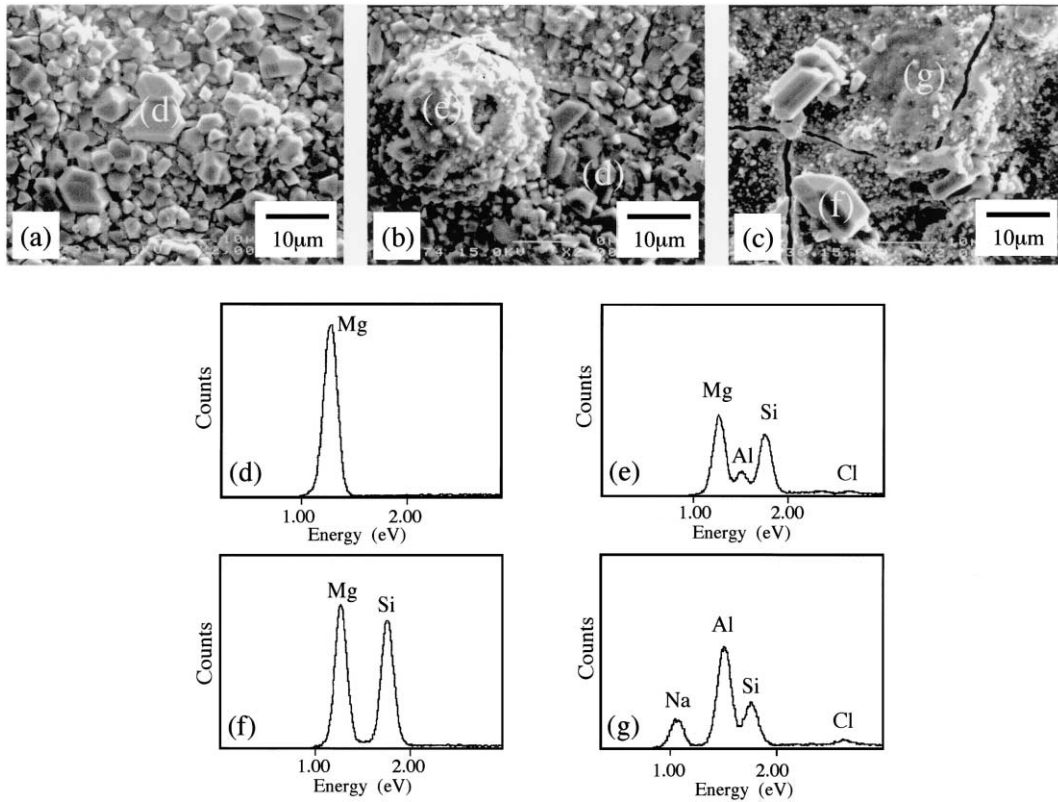 (d)
(e)
(d)
(g)
(f)
(a)
10μm
(b)
10μm
(c)
10μm
Mg
Counts
(d)
1.00
2.00
Energy (eV)
Mg
Al
Si
Cl
Counts
(e)
1.00
2.00
Energy (eV)
Mg
Si
Counts
(f)
1.00
2.00
Energy (eV)
Na
Al
Si
Cl
Counts
(g)
1.00
2.00
Energy (eV)